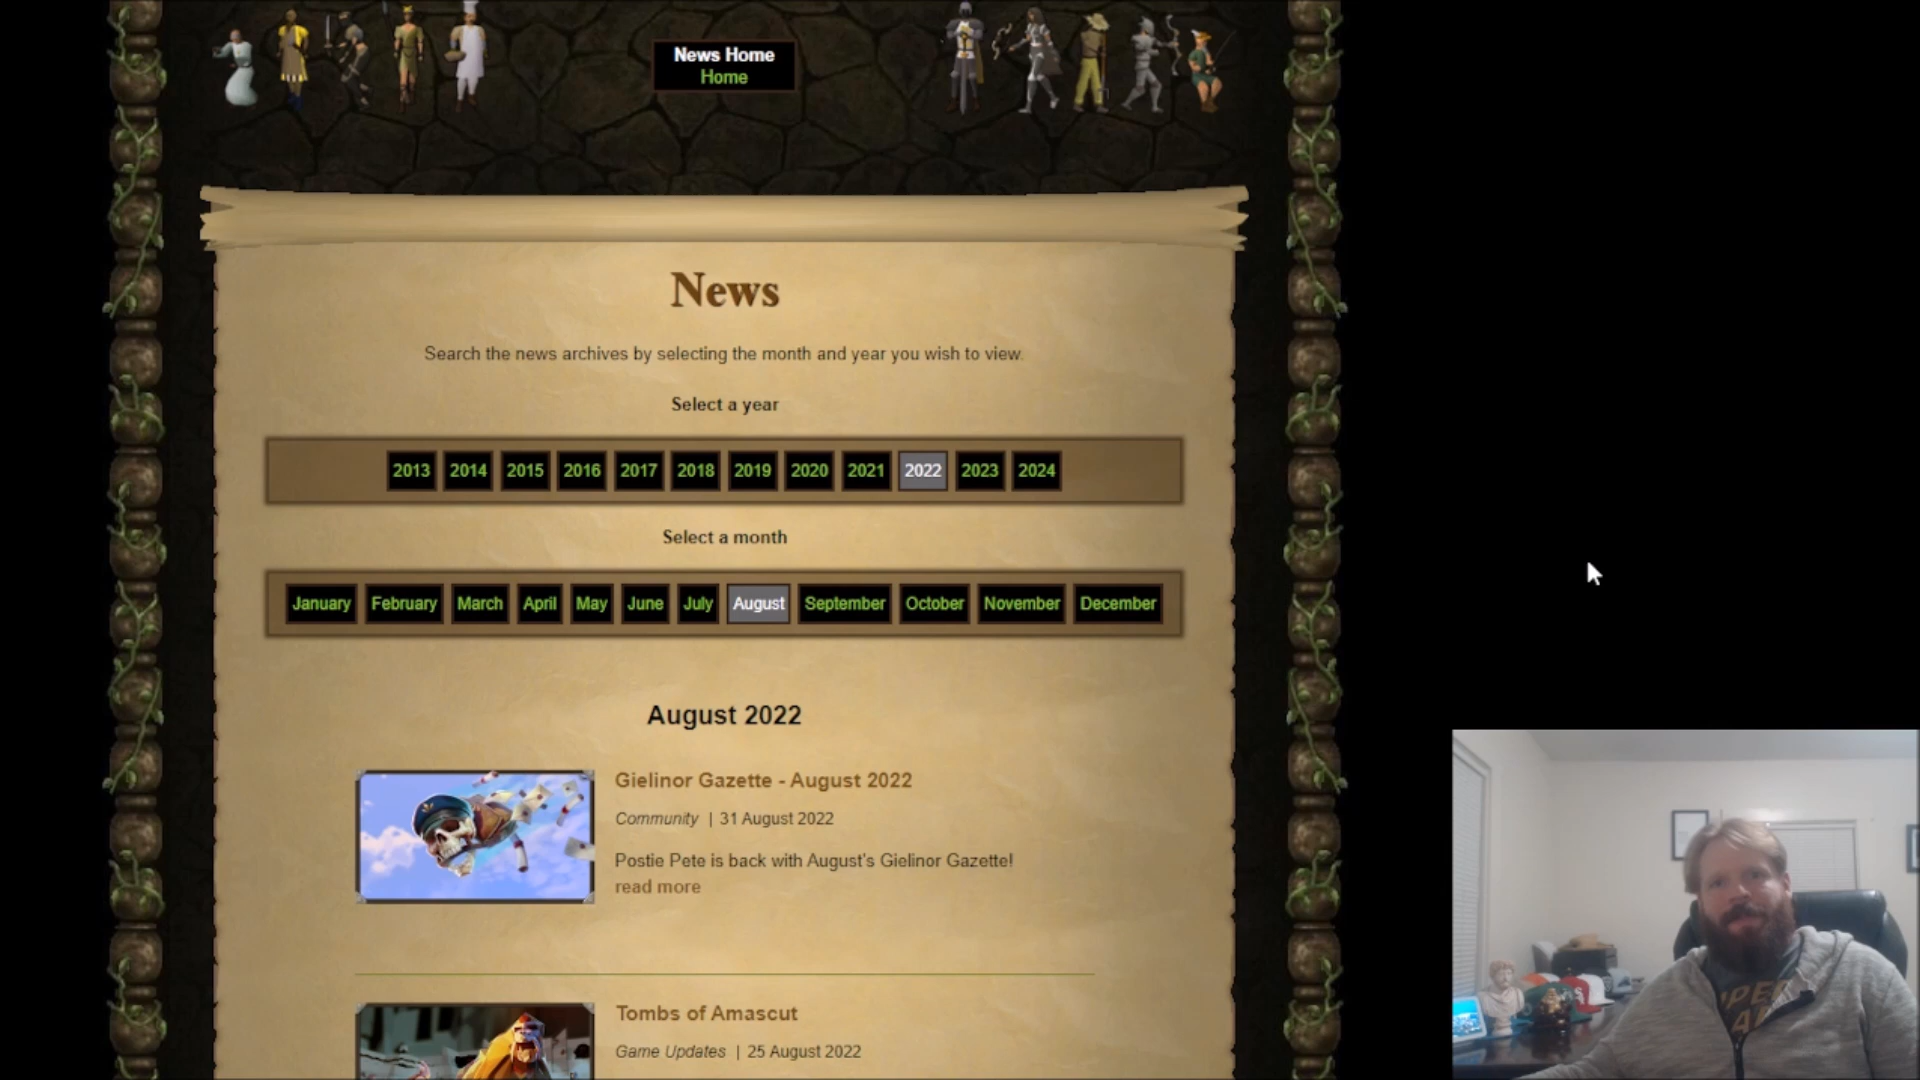 News Home
Home
News
Search the news archives by selecting the month and year you wish to view.
Select a year
2013 2014 2015 2016 2017 2018 2019 2020 2021 2022 2023 2024
Select a month
January February March April May June July August September October November December
August 2022
Gielinor Gazette - August 2022
Community | 31 August 2022
Postie Pete is back with August's Gielinor Gazette!
read more
Tombs of Amascut
Game Updates | 25 August 2022